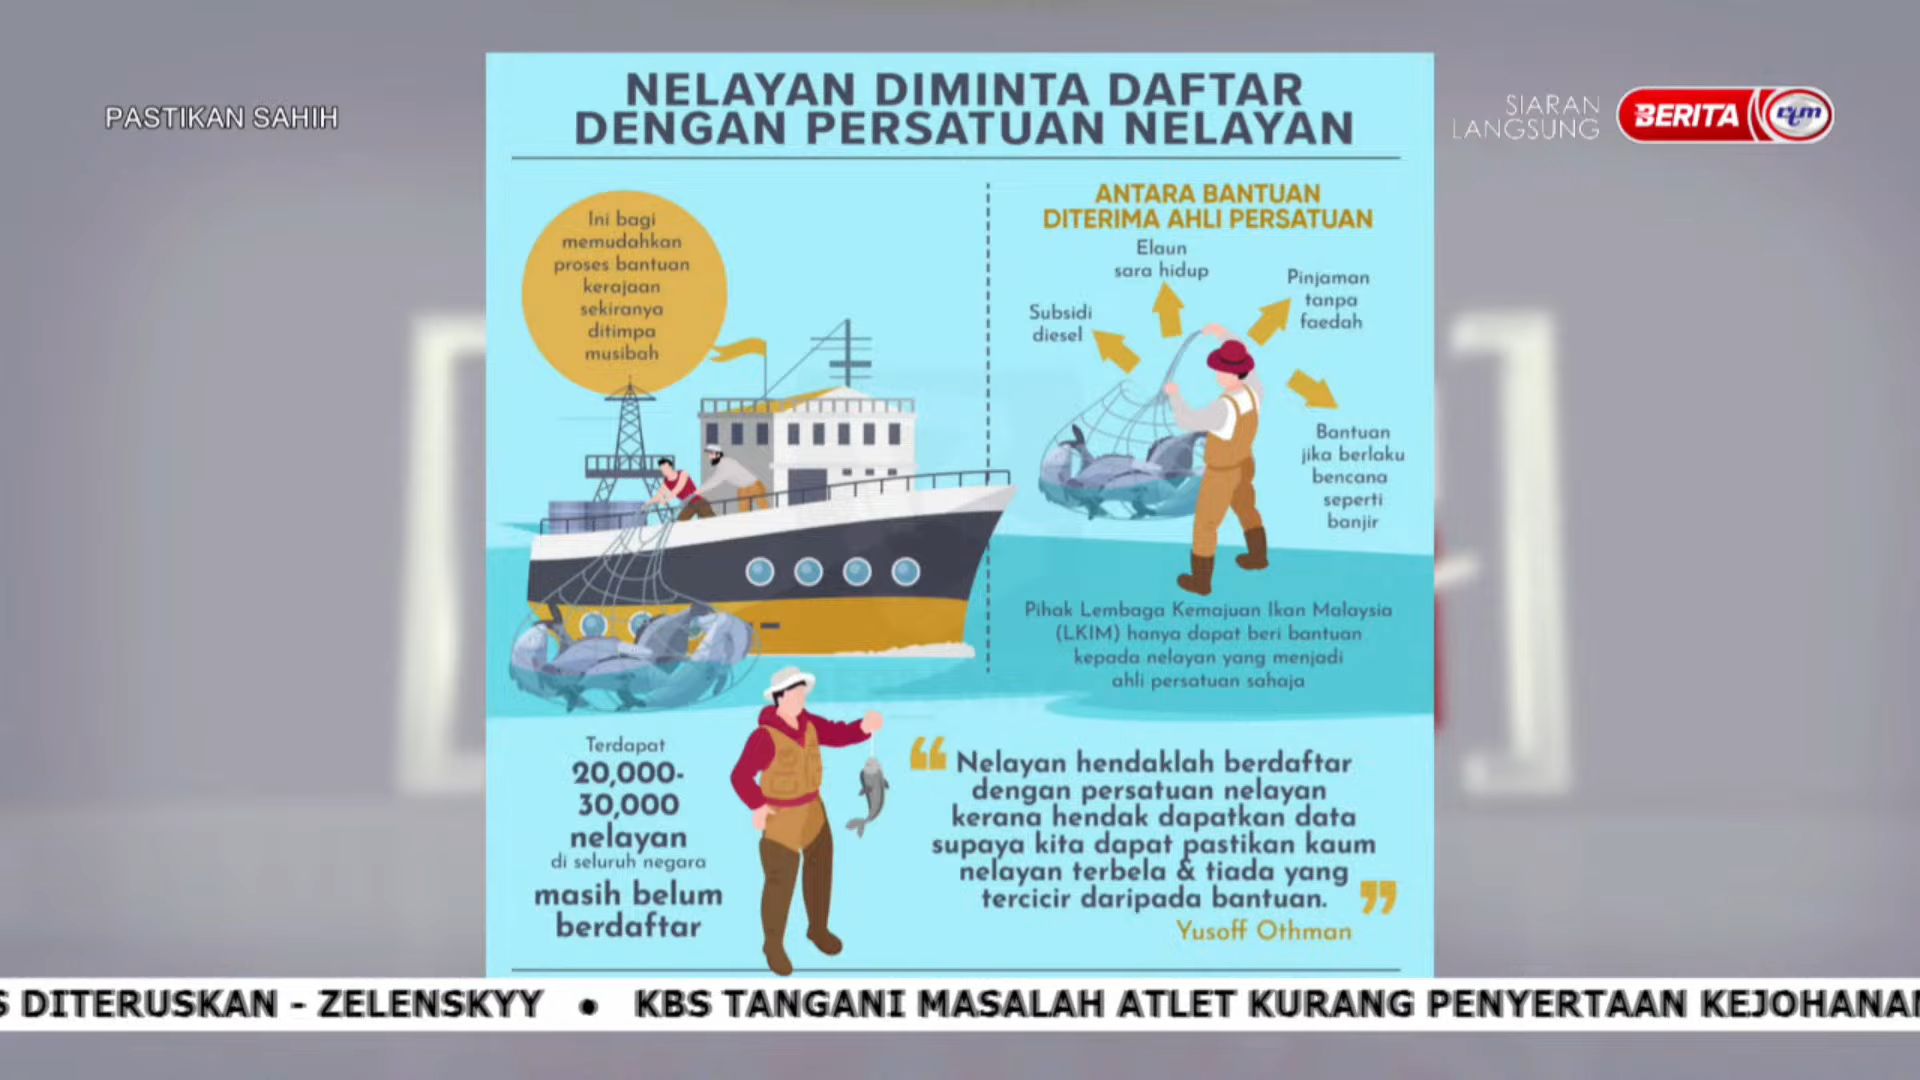 PASTIKAN SAHIH
SIARAN
LANGSUNG
BERITA rtm
NELAYAN DIMINTA DAFTAR
DENGAN PERSATUAN NELAYAN
Ini bagi
memudahkan
proses bantuan
kerajaan
sekiranya
ditimpa
musibah
ANTARA BANTUAN
DITERIMA AHLI PERSATUAN
Subsidi
diesel
Elaun
sara hidup
Pinjaman
tanpa
faedah
Bantuan
jika berlaku
bencana
seperti
banjir
Pihak Lembaga Kemajuan Ikan Malaysia
(LKIM) hanya dapat beri bantuan
kepada nelayan yang menjadi
ahli persatuan sahaja
Terdapat
20,000-
30,000
nelayan
di seluruh negara
masih belum
berdaftar
“ Nelayan hendaklah berdaftar
dengan persatuan nelayan
kerana hendak dapatkan data
supaya kita dapat pastikan kaum
nelayan terbela & tiada yang
tercicir daripada bantuan. ”
Yusoff Othman
S DITERUSKAN - ZELENSKYY • KBS TANGANI MASALAH ATLET KURANG PENYERTAAN KEJOHANAN